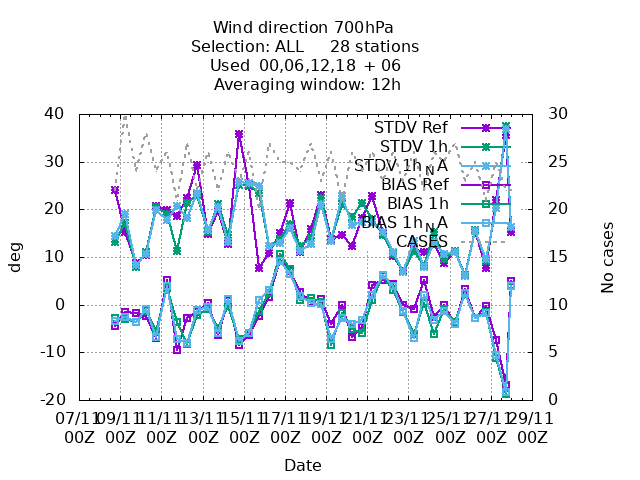 Wind direction 700hPa
Selection: ALL 28 stations
Used 00,06,12,18 + 06
Averaging window: 12h
40
30
20
10
0
-10
-20
30
25
20
15
10
5
0
deg
No cases
STDV Ref
STDV 1h
STDV 1h_NA
BIAS Ref
BIAS 1h
BIAS 1h_NA
CASES
07/11 09/11 11/11 13/11 15/11 17/11 19/11 21/11 23/11 25/11 27/11 29/11
00Z 00Z 00Z 00Z 00Z 00Z 00Z 00Z 00Z 00Z 00Z 00Z
Date